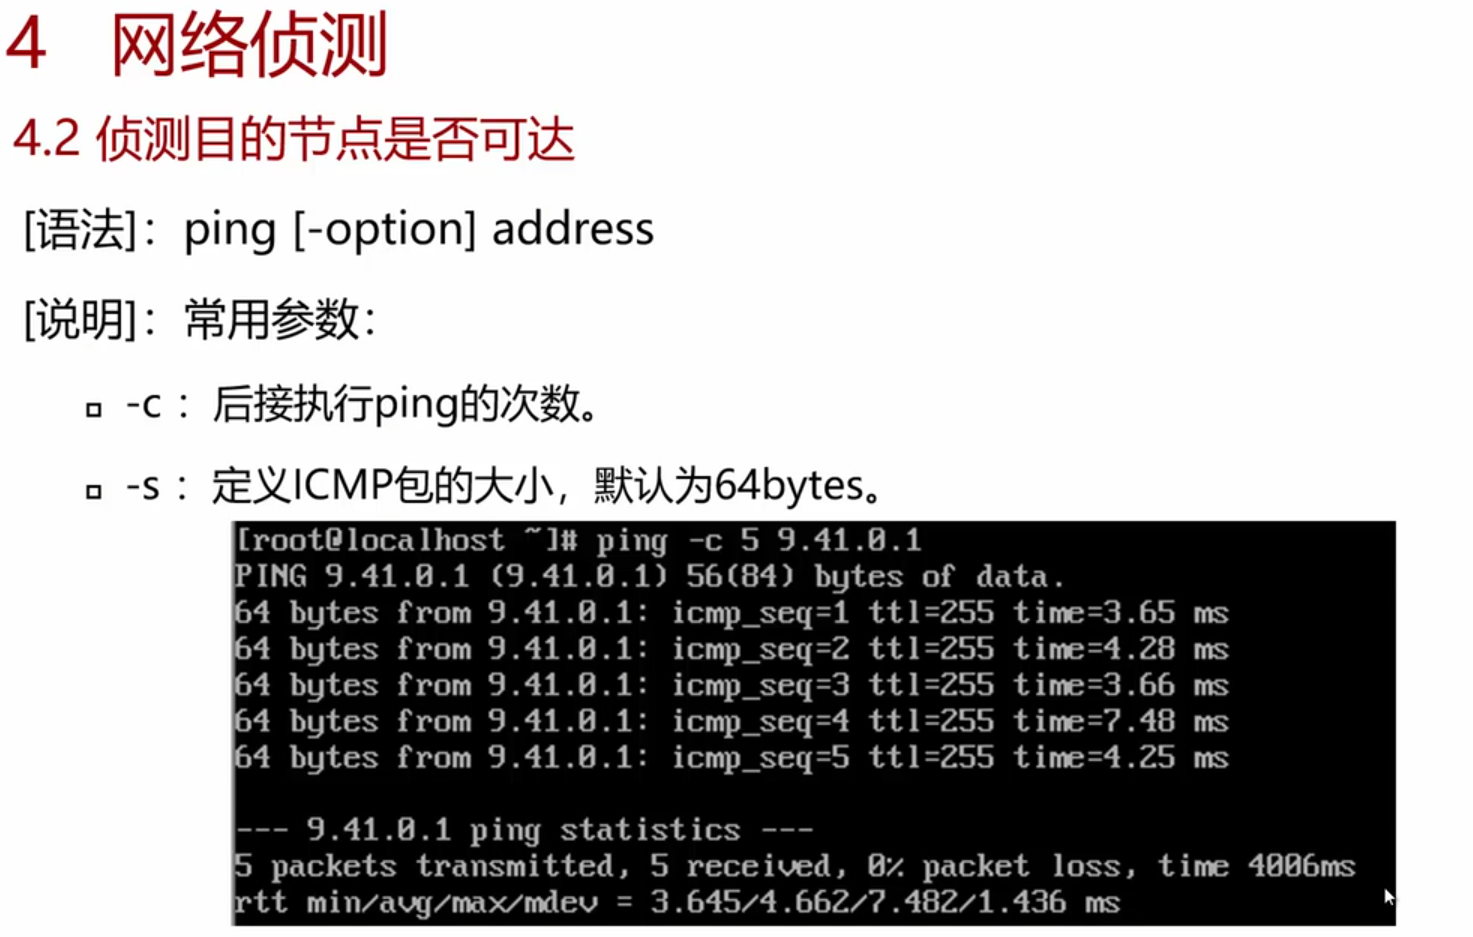 4 网络侦测
4.2 侦测目的节点是否可达
[语法]：ping [-option] address
[说明]：常用参数：
-c ：后接执行ping的次数。
-s ：定义ICMP包的大小，默认为64bytes。
[root@localhost ~]# ping -c 5 9.41.0.1
PING 9.41.0.1 (9.41.0.1) 56(84) bytes of data.
64 bytes from 9.41.0.1: icmp_seq=1 ttl=255 time=3.65 ms
64 bytes from 9.41.0.1: icmp_seq=2 ttl=255 time=4.28 ms
64 bytes from 9.41.0.1: icmp_seq=3 ttl=255 time=3.66 ms
64 bytes from 9.41.0.1: icmp_seq=4 ttl=255 time=7.48 ms
64 bytes from 9.41.0.1: icmp_seq=5 ttl=255 time=4.25 ms
--- 9.41.0.1 ping statistics ---
5 packets transmitted, 5 received, 0% packet loss, time 4006ms
rtt min/avg/max/mdev = 3.645/4.662/7.482/1.436 ms